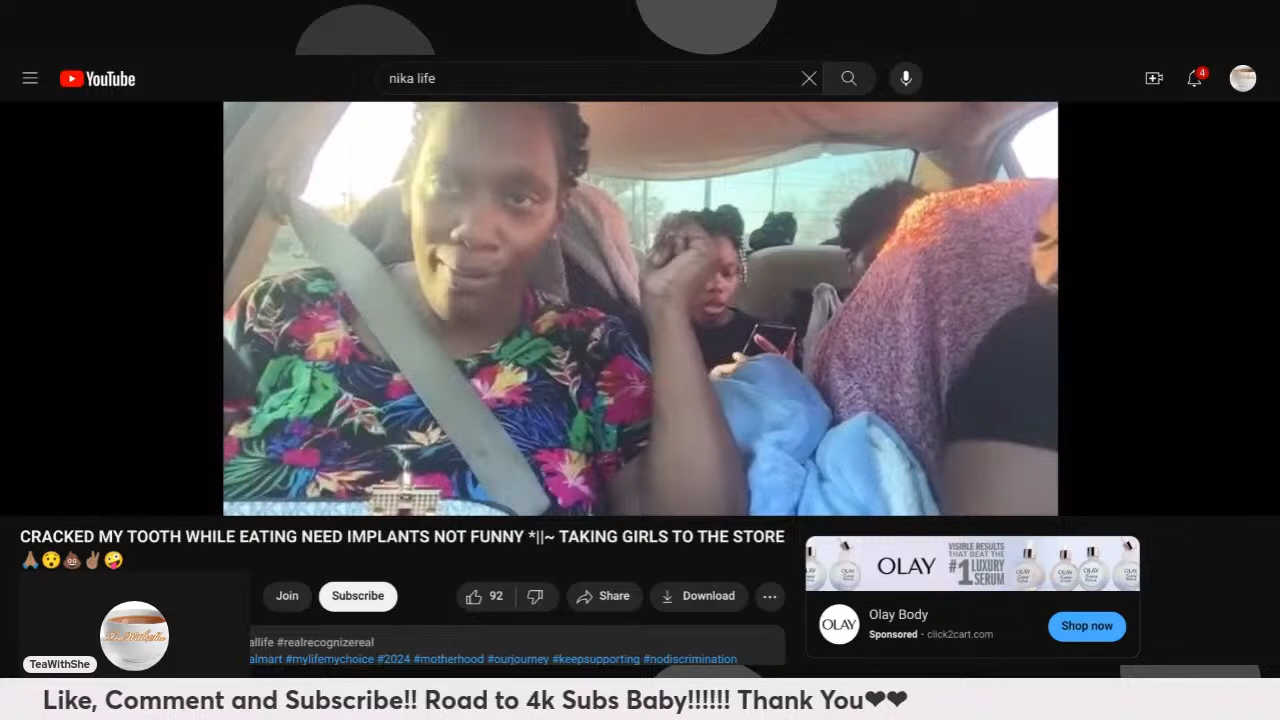 YouTube
nika life
4
CRACKED MY TOOTH WHILE EATING NEED IMPLANTS NOT FUNNY *||~ TAKING GIRLS TO THE STORE
🙏🏽😯💩✌🏽🤪
Join
Subscribe
92
Share
Download
OLAY
VISIBLE RESULTS
THAT BEAT THE
#1 LUXURY
SERUM
OLAY
Olay Body
Sponsored · click2cart.com
Shop now
allife #realrecognizereal
almart #mylifemychoice #2024 #motherhood #ourjourney #keepsupporting #nodiscrimination
TeaWithShe
Like, Comment and Subscribe!! Road to 4k Subs Baby!!!!!! Thank You❤❤